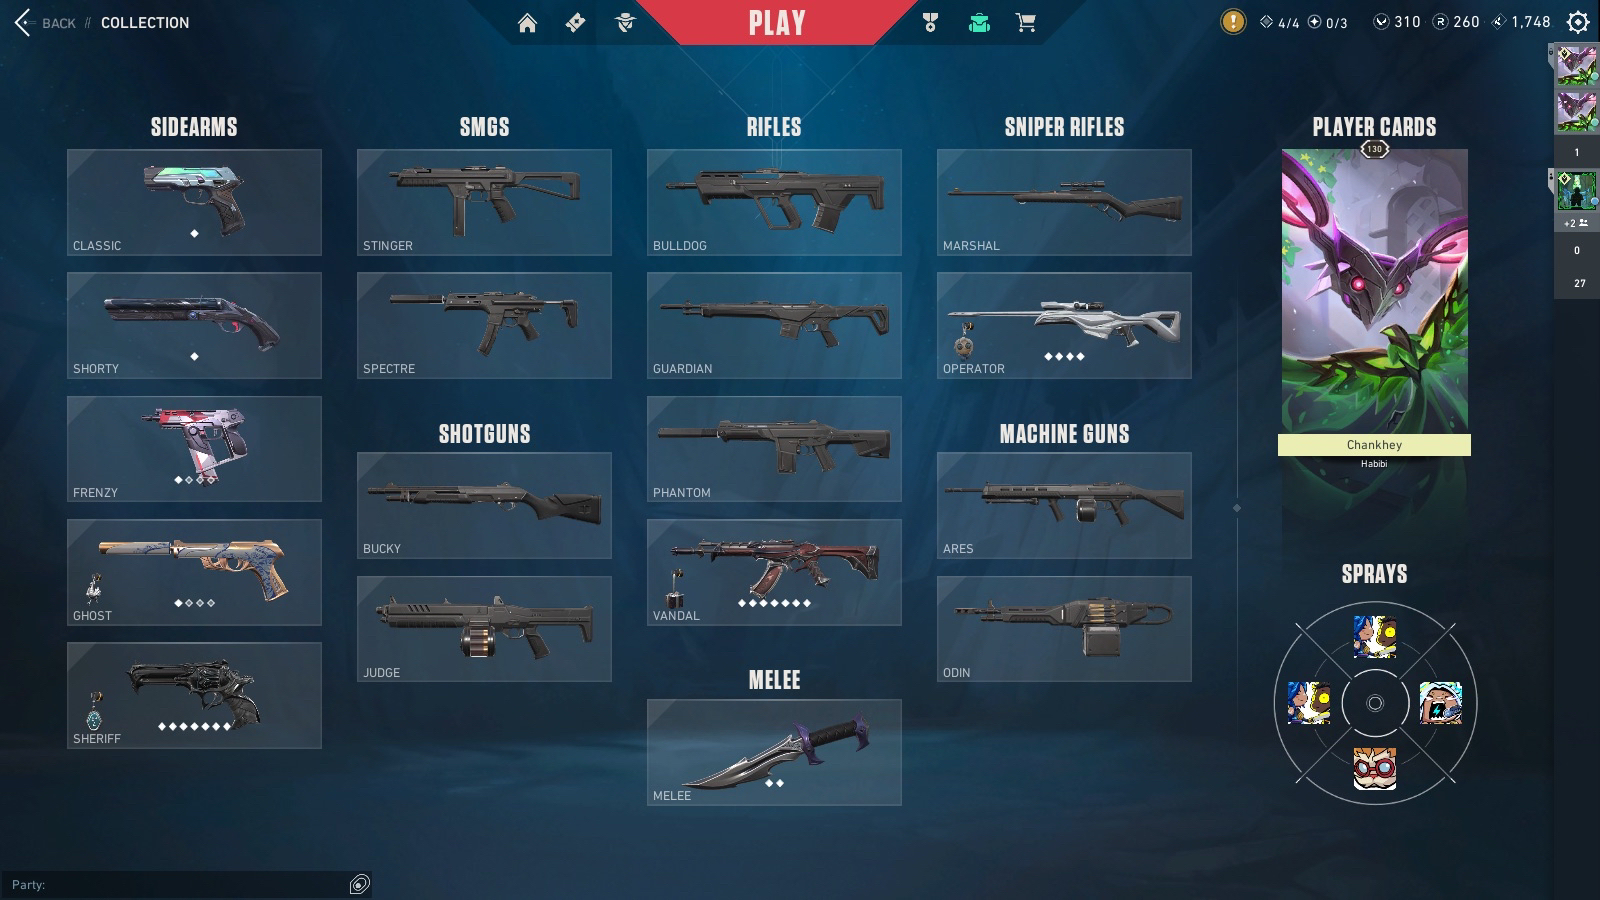 BACK // COLLECTION
PLAY
4/4 0/3 310 260 1,748
SIDEARMS
CLASSIC
SHORTY
FRENZY
GHOST
SHERIFF
SMGS
STINGER
SPECTRE
SHOTGUNS
BUCKY
JUDGE
RIFLES
BULLDOG
GUARDIAN
PHANTOM
VANDAL
MELEE
MELEE
SNIPER RIFLES
MARSHAL
OPERATOR
MACHINE GUNS
ARES
ODIN
PLAYER CARDS
130
Chankhey
Habibi
SPRAYS
1
+2
0
27
Party: